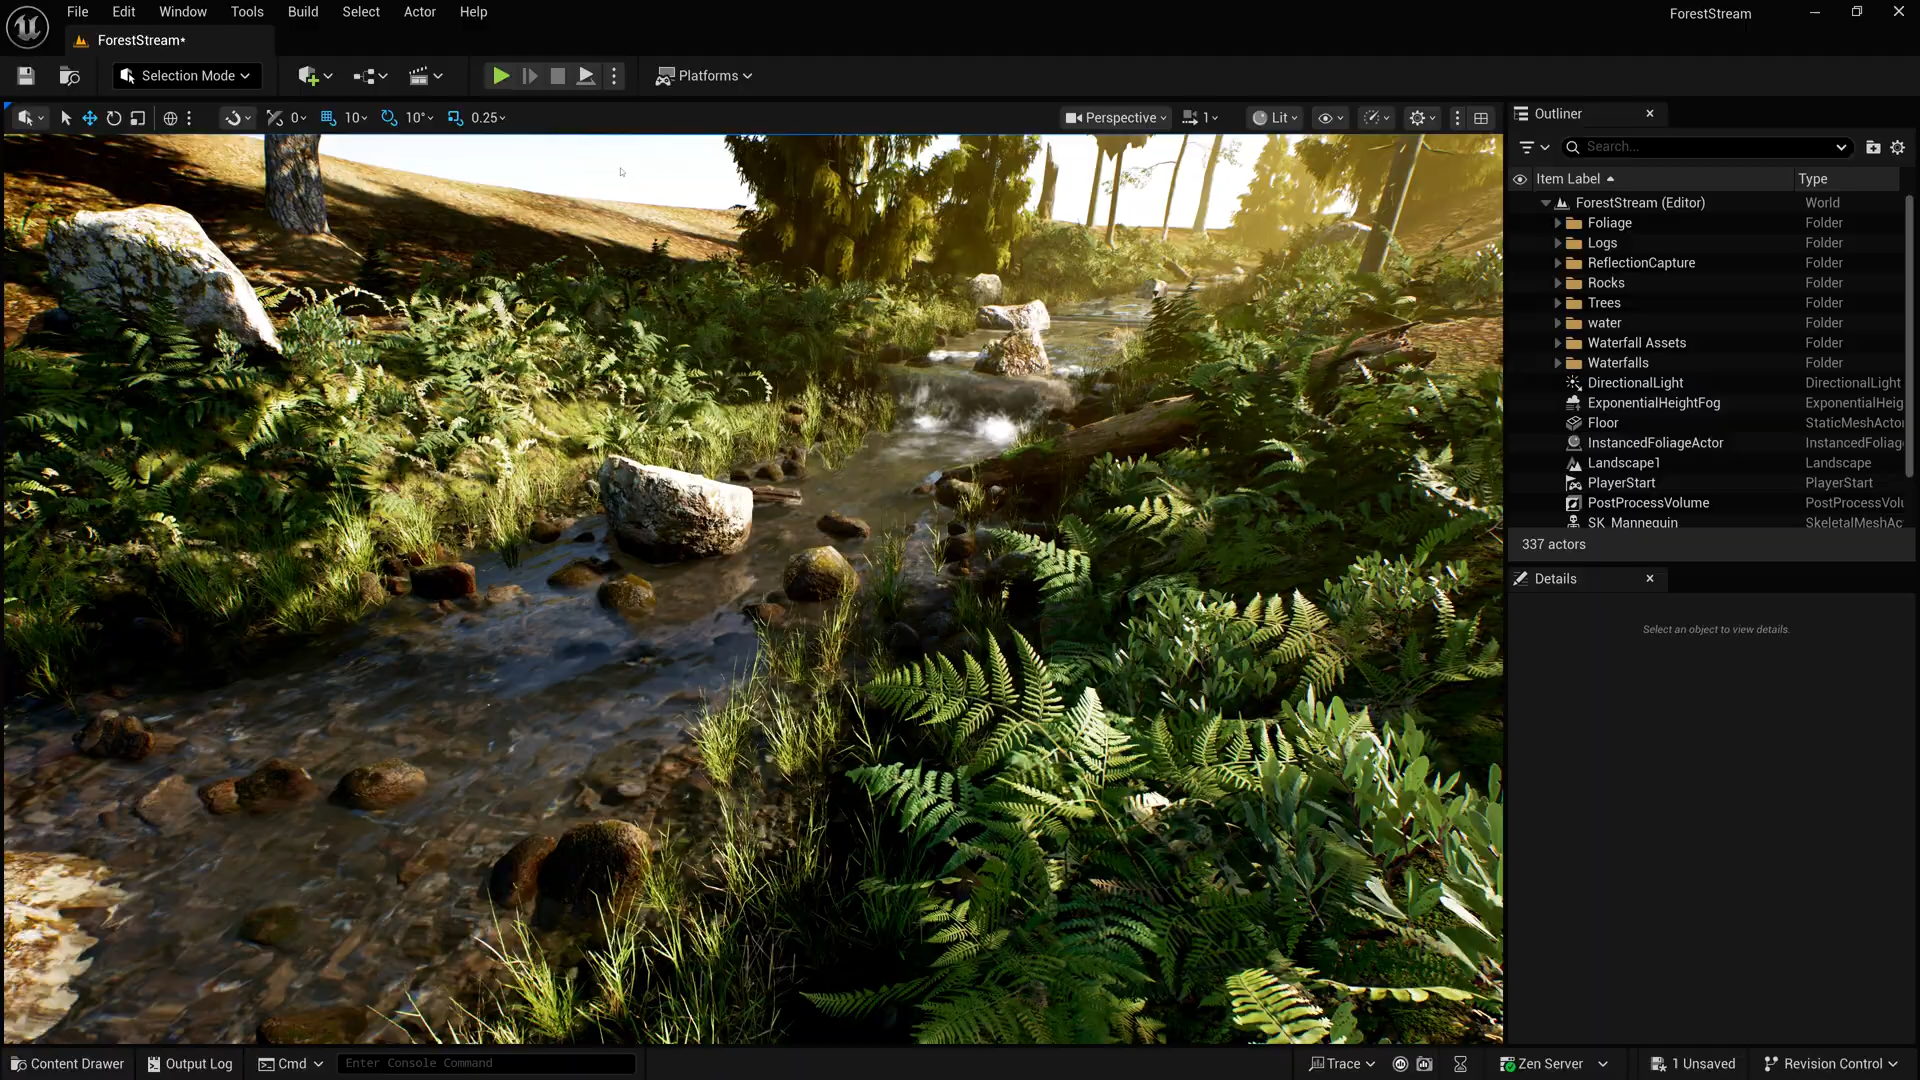 File Edit Window Tools Build Select Actor Help
ForestStream
ForestStream*
Selection Mode
Platforms
0 10 10° 0.25
Perspective 1 Lit
Outliner
Search...
Item Label Type
ForestStream (Editor) World
Foliage Folder
Logs Folder
ReflectionCapture Folder
Rocks Folder
Trees Folder
water Folder
Waterfall Assets Folder
Waterfalls Folder
DirectionalLight DirectionalLight
ExponentialHeightFog ExponentialHeig
Floor StaticMeshActo
InstancedFoliageActor InstancedFoliag
Landscape1 Landscape
PlayerStart PlayerStart
PostProcessVolume PostProcessVolu
SK_Mannequin SkeletalMeshAc
337 actors
Details
Select an object to view details.
Content Drawer Output Log Cmd Enter Console Command Trace Zen Server 1 Unsaved Revision Control